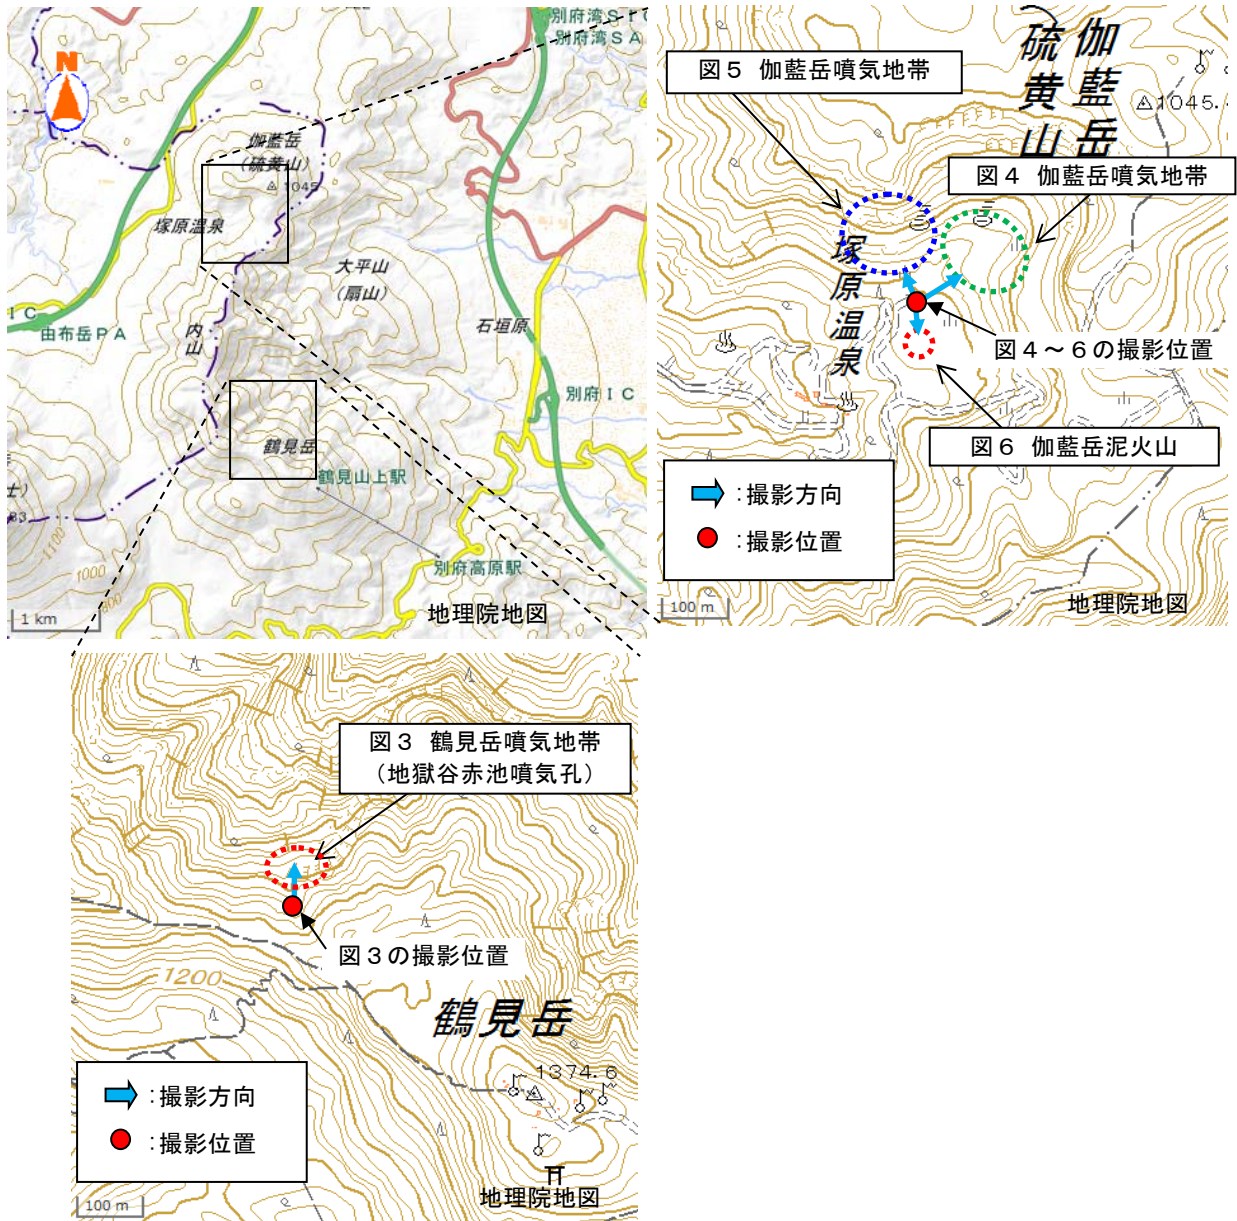 N
別府湾SIC
別府湾SA
伽藍岳
（硫黄山）
1045
塚原温泉
大平山
（扇山）
IC
由布岳PA
内山
石垣原
別府IC
鶴見岳
鶴見山上駅
士）
83
1100
1000
別府高原駅
1 km
地理院地図
図5 伽藍岳噴気地帯
伽藍岳
硫黄山
1045.
図4 伽藍岳噴気地帯
塚原温泉
図4～6の撮影位置
図6 伽藍岳泥火山
：撮影方向
：撮影位置
100 m
地理院地図
図3 鶴見岳噴気地帯
（地獄谷赤池噴気孔）
図3の撮影位置
1200
鶴見岳
1374.6
：撮影方向
：撮影位置
100 m
地理院地図